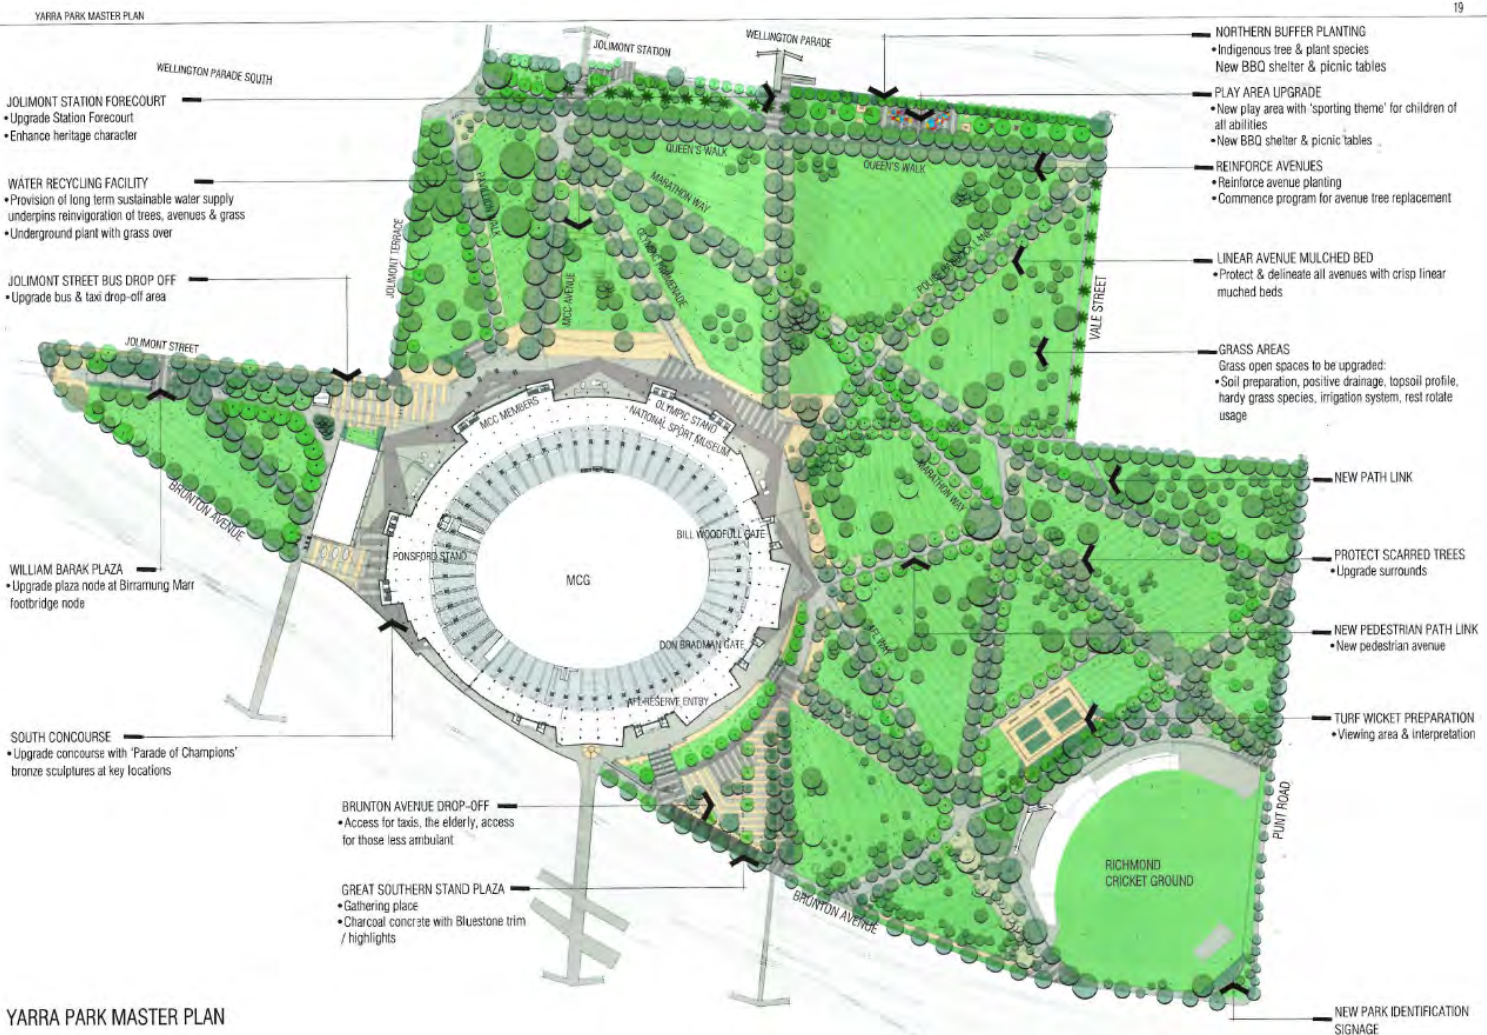 YARRA PARK MASTER PLAN
19
WELLINGTON PARADE SOUTH
JOLIMONT STATION
WELLINGTON PARADE
JOLIMONT STATION FORECOURT
• Upgrade Station Forecourt
• Enhance heritage character
WATER RECYCLING FACILITY
• Provision of long term sustainable water supply
underpins reinvigoration of trees, avenues & grass
• Underground plant with grass over
JOLIMONT STREET BUS DROP OFF
• Upgrade bus & taxi drop-off area
JOLIMONT STREET
BRUNTON AVENUE
WILLIAM BARAK PLAZA
• Upgrade plaza node at Birramung Marr
footbridge node
SOUTH CONCOURSE
• Upgrade concourse with 'Parade of Champions'
bronze sculptures at key locations
BRUNTON AVENUE DROP-OFF
• Access for taxis, the elderly, access
for those less ambulant
GREAT SOUTHERN STAND PLAZA
• Gathering place
• Charcoal concrete with Bluestone trim
/ highlights
QUEEN'S WALK
QUEEN'S WALK
MARATHON WAY
PAVILION WALK
OLYMPIC PROMENADE
JOLIMONT TERRACE
MCC AVENUE
POLICE PADDOCK LANE
VALE STREET
MCC MEMBERS
OLYMPIC STAND
NATIONAL SPORT MUSEUM
MARATHON WAY
BILL WOODFULL GATE
PONSFORD STAND
MCG
DON BRADMAN GATE
AFL WAY
AFL RESERVE ENTRY
RICHMOND
CRICKET GROUND
PUNT ROAD
BRUNTON AVENUE
NORTHERN BUFFER PLANTING
• Indigenous tree & plant species
New BBQ shelter & picnic tables
PLAY AREA UPGRADE
• New play area with 'sporting theme' for children of
all abilities
• New BBQ shelter & picnic tables
REINFORCE AVENUES
• Reinforce avenue planting
• Commence program for avenue tree replacement
LINEAR AVENUE MULCHED BED
• Protect & delineate all avenues with crisp linear
muched beds
GRASS AREAS
Grass open spaces to be upgraded:
• Soil preparation, positive drainage, topsoil profile,
hardy grass species, irrigation system, rest rotate
usage
NEW PATH LINK
PROTECT SCARRED TREES
• Upgrade surrounds
NEW PEDESTRIAN PATH LINK
• New pedestrian avenue
TURF WICKET PREPARATION
• Viewing area & interpretation
NEW PARK IDENTIFICATION
SIGNAGE
YARRA PARK MASTER PLAN